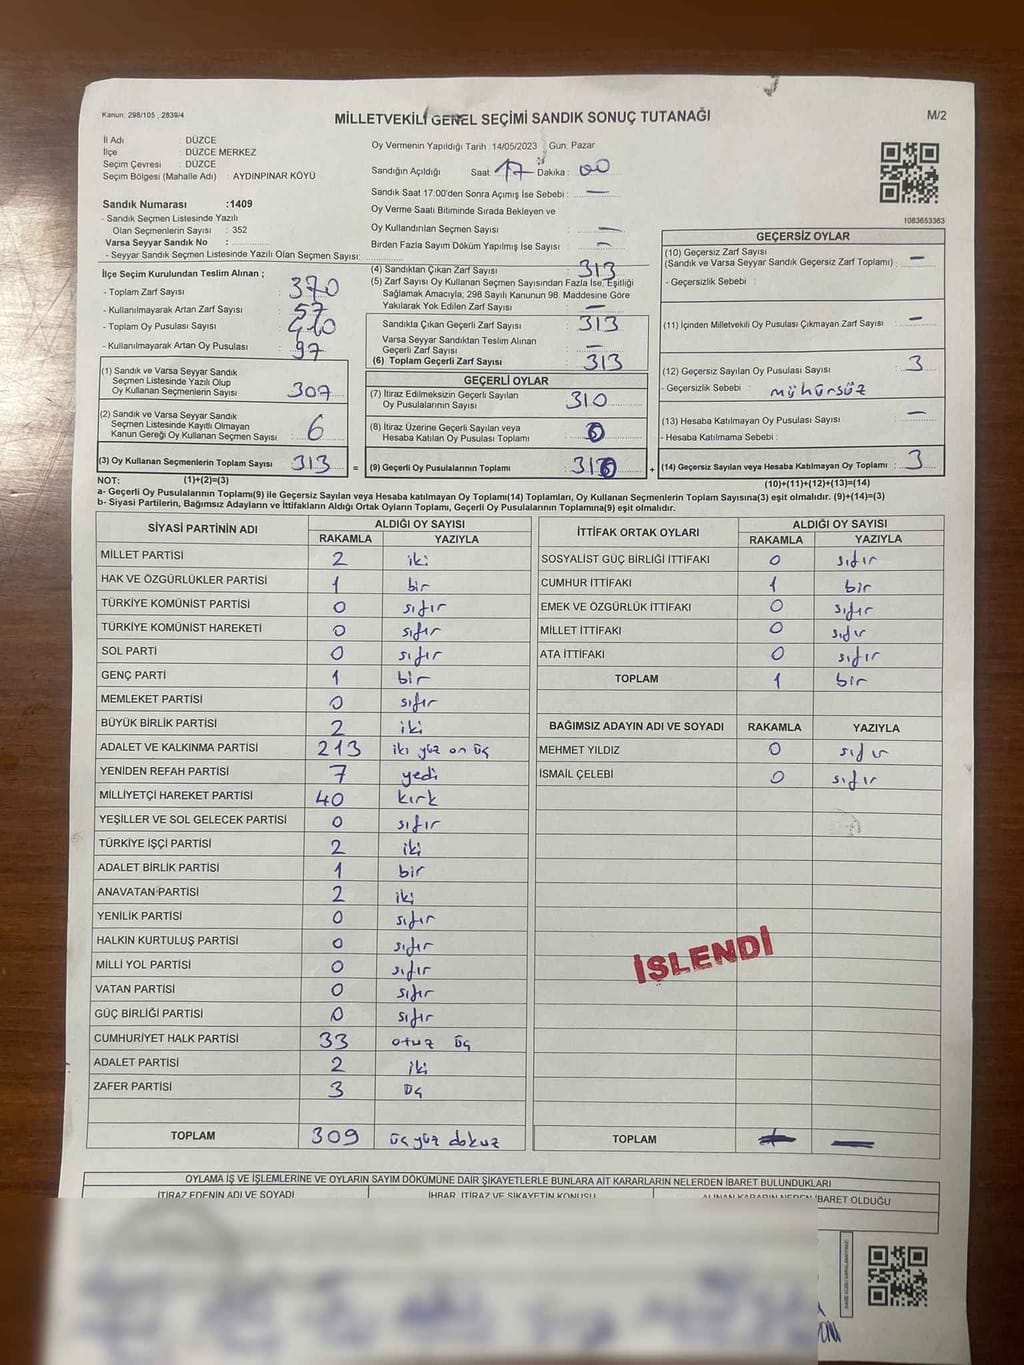 Kanun: 298/105 , 2839/4
MİLLETVEKİLİ GENEL SEÇİMİ SANDIK SONUÇ TUTANAĞI
M/2
İl Adı : DÜZCE
İlçe : DÜZCE MERKEZ
Seçim Çevresi : DÜZCE
Seçim Bölgesi (Mahalle Adı) : AYDINPINAR KÖYÜ
Sandık Numarası :1409
- Sandık Seçmen Listesinde Yazılı
Olan Seçmenlerin Sayısı : 352
Varsa Seyyar Sandık No :
- Seyyar Sandık Seçmen Listesinde Yazılı Olan Seçmen Sayısı:
Oy Vermenin Yapıldığı Tarih :14/05/2023 Gün: Pazar
Sandığın Açıldığı Saat: 17 Dakika : 00
Sandık Saat 17:00'den Sonra Açımış İse Sebebi : —
Oy Verme Saati Bitiminde Sırada Bekleyen ve
Oy Kullandırılan Seçmen Sayısı : —
Birden Fazla Sayım Döküm Yapılmış İse Sayısı : —
1083653363
İlçe Seçim Kurulundan Teslim Alınan ;
- Toplam Zarf Sayısı : 370
- Kullanılmayarak Artan Zarf Sayısı : 57
- Toplam Oy Pusulası Sayısı :
- Kullanılmayarak Artan Oy Pusulası : 97
(1) Sandık ve Varsa Seyyar Sandık
Seçmen Listesinde Yazılı Olup
Oy Kullanan Seçmenlerin Sayısı : 307
(2) Sandık ve Varsa Seyyar Sandık
Seçmen Listesinde Kayıtlı Olmayan
Kanun Gereği Oy Kullanan Seçmen Sayısı : 6
(3) Oy Kullanan Seçmenlerin Toplam Sayısı : 313
(4) Sandıktan Çıkan Zarf Sayısı : 313
(5) Zarf Sayısı Oy Kullanan Seçmen Sayısından Fazla İse, Eşitliği
Sağlamak Amacıyla, 298 Sayılı Kanunun 98. Maddesine Göre
Yakılarak Yok Edilen Zarf Sayısı : —
Sandıkta Çıkan Geçerli Zarf Sayısı : 313
Varsa Seyyar Sandıktan Teslim Alınan
Geçerli Zarf Sayısı : —
(6) Toplam Geçerli Zarf Sayısı : 313
GEÇERLİ OYLAR
(7) İtiraz Edilmeksizin Geçerli Sayılan
Oy Pusulalarının Sayısı : 310
(8) İtiraz Üzerine Geçerli Sayılan veya
Hesaba Katılan Oy Pusulası Toplamı :
= (9) Geçerli Oy Pusulalarının Toplamı : 310
GEÇERSİZ OYLAR
(10) Geçersiz Zarf Sayısı
(Sandık ve Varsa Seyyar Sandık Geçersiz Zarf Toplamı) : —
- Geçersizlik Sebebi :
(11) İçinden Milletvekili Oy Pusulası Çıkmayan Zarf Sayısı : —
(12) Geçersiz Sayılan Oy Pusulası Sayısı : 3
- Geçersizlik Sebebi : mühürsüz
(13) Hesaba Katılmayan Oy Pusulası Sayısı : —
- Hesaba Katılmama Sebebi :
+ (14) Geçersiz Sayılan veya Hesaba Katılmayan Oy Toplamı : 3
NOT: (1)+(2)=(3) (10)+(11)+(12)+(13)=(14)
a- Geçerli Oy Pusulalarının Toplamı(9) ile Geçersiz Sayılan veya Hesaba katılmayan Oy Toplamı(14) Toplamları, Oy Kullanan Seçmenlerin Toplam Sayısına(3) eşit olmalıdır. (9)+(14)=(3)
b- Siyasi Partilerin, Bağımsız Adayların ve İttifakların Aldığı Ortak Oyların Toplamı, Geçerli Oy Pusulalarının Toplamına(9) eşit olmalıdır.
SİYASİ PARTİNİN ADI ALDIĞI OY SAYISI
RAKAMLA YAZIYLA
MİLLET PARTİSİ 2 iki
HAK VE ÖZGÜRLÜKLER PARTİSİ 1 bir
TÜRKİYE KOMÜNİST PARTİSİ 0 sıfır
TÜRKİYE KOMÜNİST HAREKETİ 0 sıfır
SOL PARTİ 0 sıfır
GENÇ PARTİ 1 bir
MEMLEKET PARTİSİ 0 sıfır
BÜYÜK BİRLİK PARTİSİ 2 iki
ADALET VE KALKINMA PARTİSİ 213 iki yüz on üç
YENİDEN REFAH PARTİSİ 7 yedi
MİLLİYETÇİ HAREKET PARTİSİ 40 kırk
YEŞİLLER VE SOL GELECEK PARTİSİ 0 sıfır
TÜRKİYE İŞÇİ PARTİSİ 2 iki
ADALET BİRLİK PARTİSİ 1 bir
ANAVATAN PARTİSİ 2 iki
YENİLİK PARTİSİ 0 sıfır
HALKIN KURTULUŞ PARTİSİ 0 sıfır
MİLLİ YOL PARTİSİ 0 sıfır
VATAN PARTİSİ 0 sıfır
GÜÇ BİRLİĞİ PARTİSİ 0 sıfır
CUMHURİYET HALK PARTİSİ 33 otuz üç
ADALET PARTİSİ 2 iki
ZAFER PARTİSİ 3 üç
TOPLAM 309 üç yüz dokuz
İTTİFAK ORTAK OYLARI ALDIĞI OY SAYISI
RAKAMLA YAZIYLA
SOSYALİST GÜÇ BİRLİĞİ İTTİFAKI 0 sıfır
CUMHUR İTTİFAKI 1 bir
EMEK VE ÖZGÜRLÜK İTTİFAKI 0 sıfır
MİLLET İTTİFAKI 0 sıfır
ATA İTTİFAKI 0 sıfır
TOPLAM 1 bir
BAĞIMSIZ ADAYIN ADI VE SOYADI RAKAMLA YAZIYLA
MEHMET YILDIZ 0 sıfır
İSMAİL ÇELEBİ 0 sıfır
İŞLENDİ
TOPLAM — —
OYLAMA İŞ VE İŞLEMLERİNE VE OYLARIN SAYIM DÖKÜMÜNE DAİR ŞİKAYETLERLE BUNLARA AİT KARARLARIN NELERDEN İBARET BULUNDUKLARI
İTİRAZ EDENİN ADI VE SOYADI İHBAR, İTİRAZ VE ŞİKAYETİN KONUSU ALINAN KARARIN NEDEN İBARET OLDUĞU